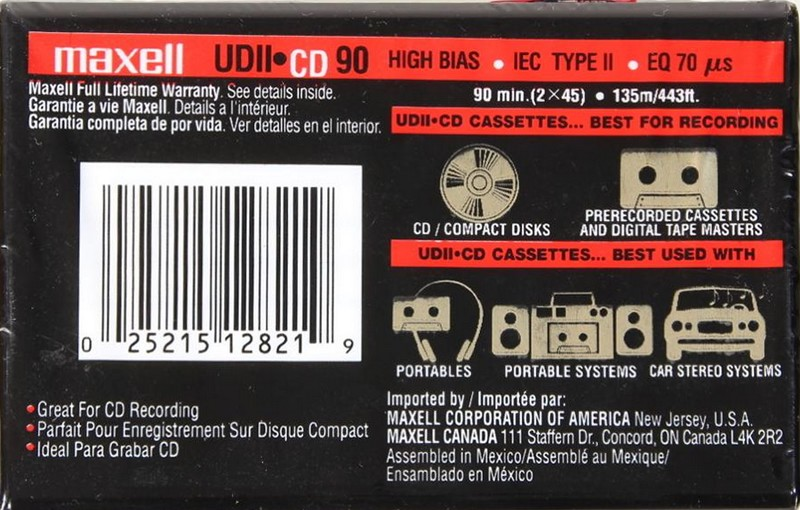 maxell UDII•CD 90 HIGH BIAS • IEC TYPE II • EQ 70 µs
Maxell Full Lifetime Warranty. See details inside.
Garantie a vie Maxell. Details a l'intérieur.
Garantia completa de por vida. Ver detalles en el interior.
90 min.(2×45) • 135m/443ft.
UDII•CD CASSETTES... BEST FOR RECORDING
CD / COMPACT DISKS
PRERECORDED CASSETTES
AND DIGITAL TAPE MASTERS
UDII•CD CASSETTES... BEST USED WITH
PORTABLES
PORTABLE SYSTEMS
CAR STEREO SYSTEMS
0 25215 12821 9
•Great For CD Recording
•Parfait Pour Enregistrement Sur Disque Compact
•Ideal Para Grabar CD
Imported by / Importée par:
MAXELL CORPORATION OF AMERICA New Jersey, U.S.A.
MAXELL CANADA 111 Staffern Dr., Concord, ON Canada L4K 2R2
Assembled in Mexico/Assemblé au Mexique/
Ensamblado en México